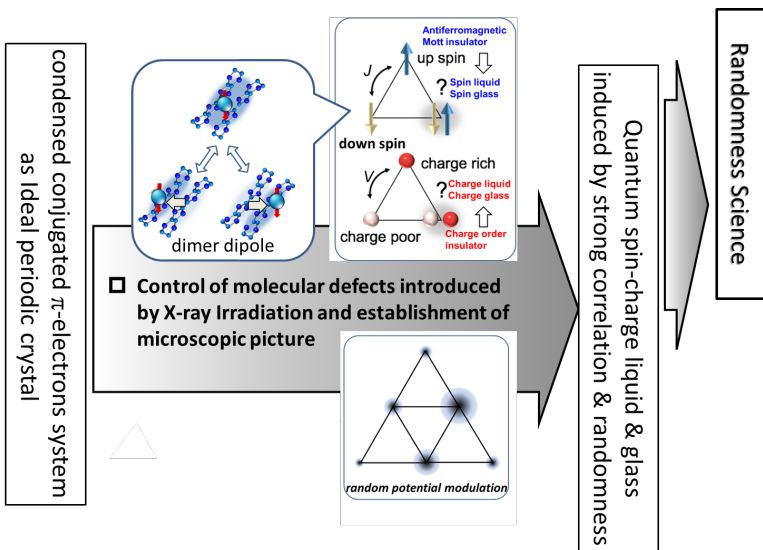 condensed conjugated π-electrons system
as Ideal periodic crystal
dimer dipole
Antiferromagnetic
Mott insulator
up spin
J
?
Spin liquid
Spin glass
down spin
charge rich
V
?
Charge liquid
Charge glass
charge poor
Charge order
insulator
Control of molecular defects introduced
by X-ray Irradiation and establishment of
microscopic picture
random potential modulation
Quantum spin-charge liquid & glass
induced by strong correlation & randomness
Randomness Science